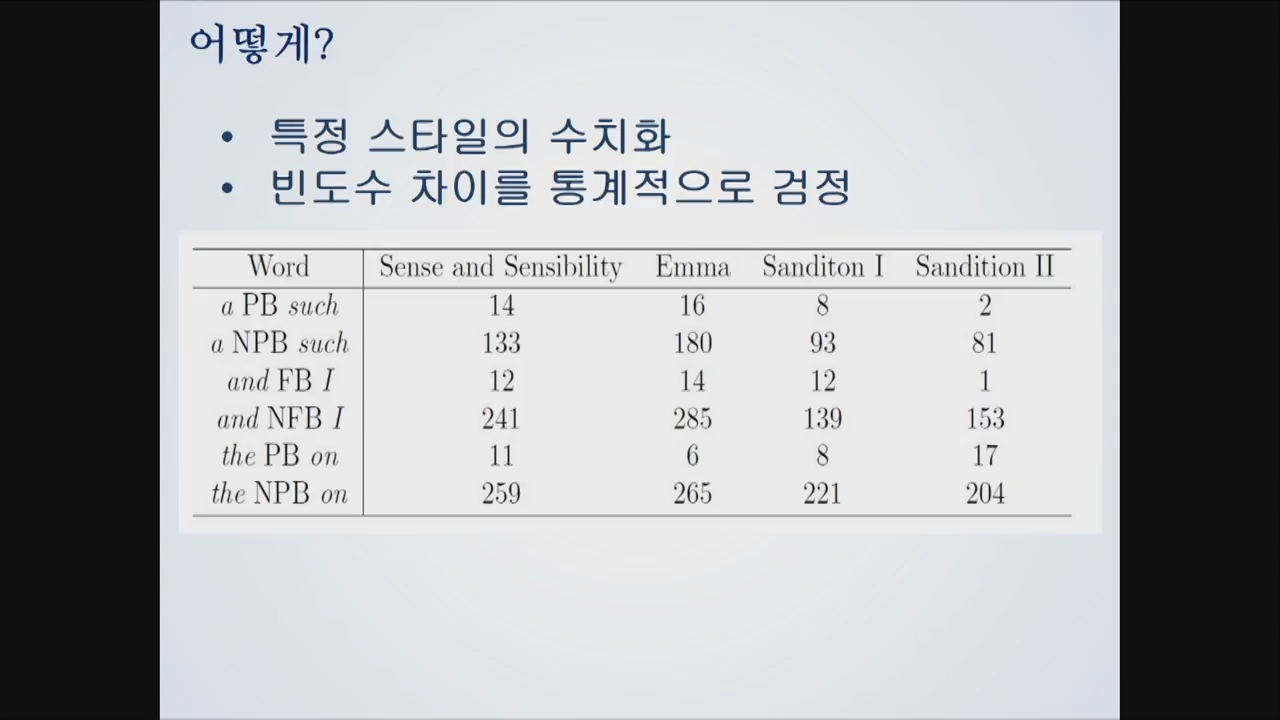 어떻게?
• 특정 스타일의 수치화
• 빈도수 차이를 통계적으로 검정
Word Sense and Sensibility Emma Sanditon I Sandition II
a PB such 14 16 8 2
a NPB such 133 180 93 81
and FB I 12 14 12 1
and NFB I 241 285 139 153
the PB on 11 6 8 17
the NPB on 259 265 221 204